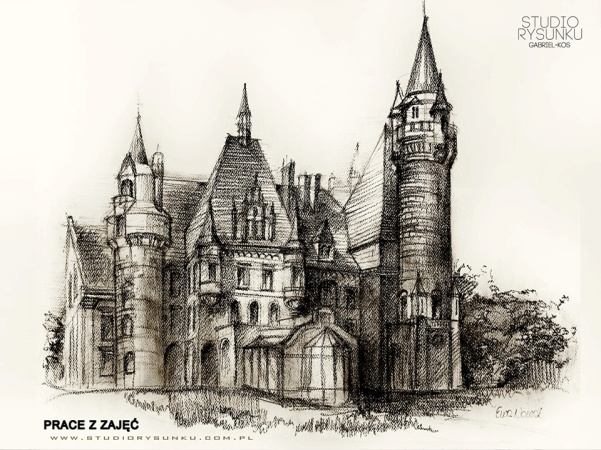 STUDIO
RYSUNKU
GABRIEL-KOS
PRACE Z ZAJĘĆ
WWW.STUDIORYSUNKU.COM.PL